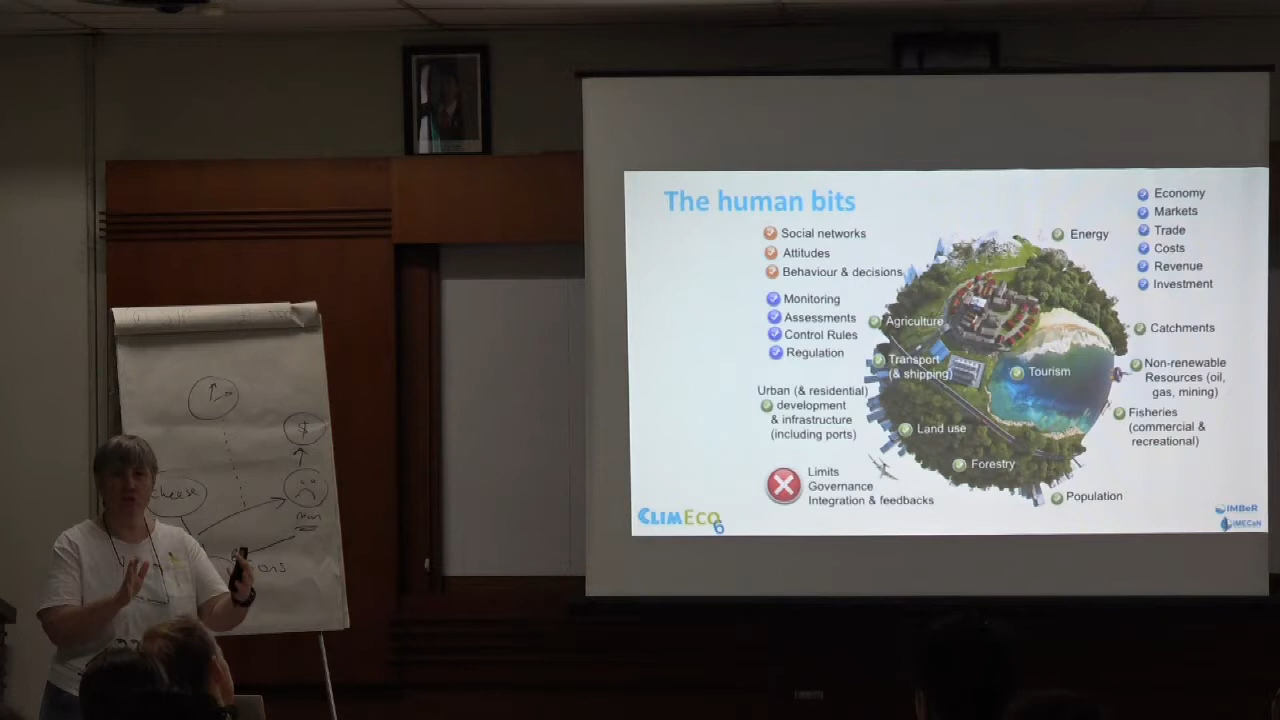 The human bits
Social networks
Attitudes
Behaviour & decisions
Monitoring
Assessments
Control Rules
Regulation
Agriculture
Transport
(& shipping)
Urban (& residential)
development
& infrastructure
(including ports)
Land use
Forestry
Limits
Governance
Integration & feedbacks
Energy
Tourism
Economy
Markets
Trade
Costs
Revenue
Investment
Catchments
Non-renewable
Resources (oil,
gas, mining)
Fisheries
(commercial &
recreational)
Population
CLIMECO
6
IMBeR
IMECaN
$
cheese